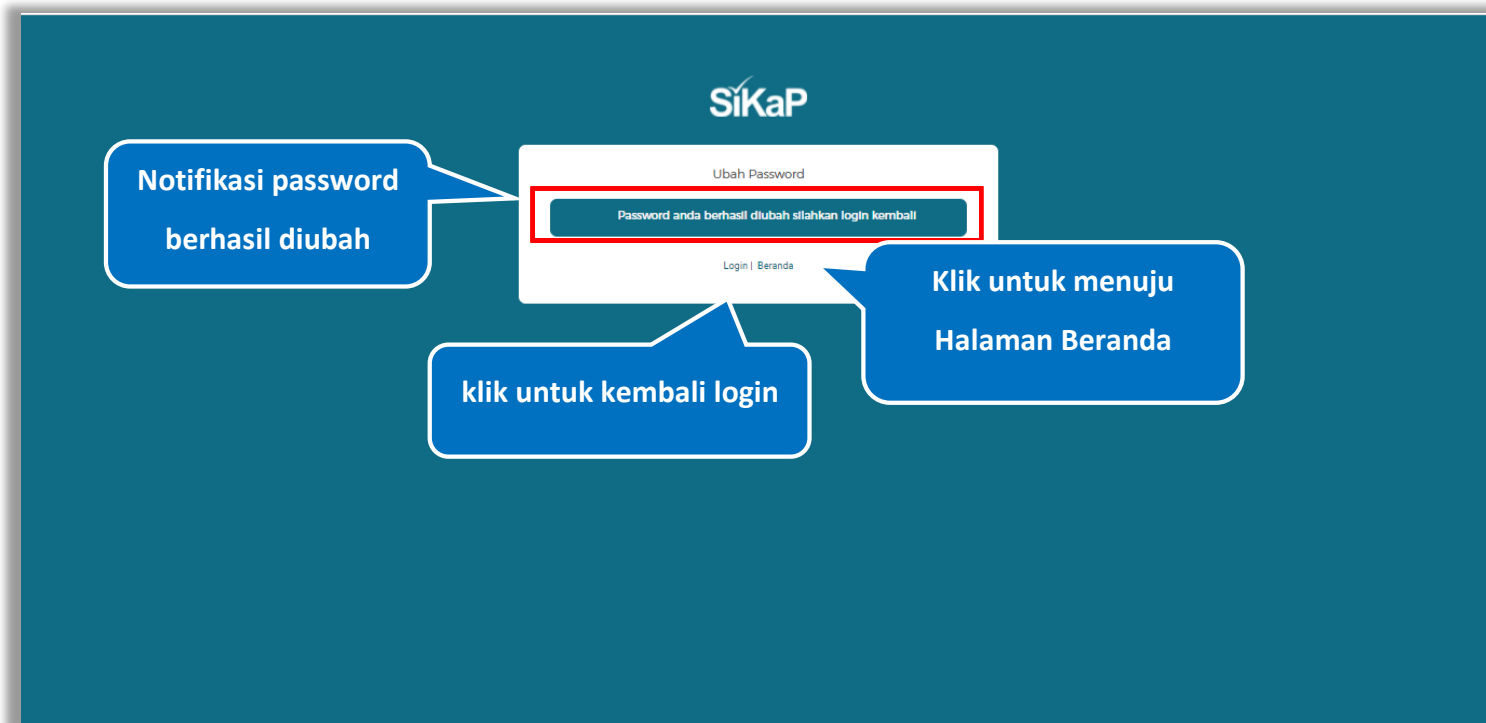 SiKaP
Notifikasi password
berhasil diubah
Ubah Password
Password anda berhasil diubah silahkan login kembali
Login | Beranda
Klik untuk menuju
Halaman Beranda
klik untuk kembali login